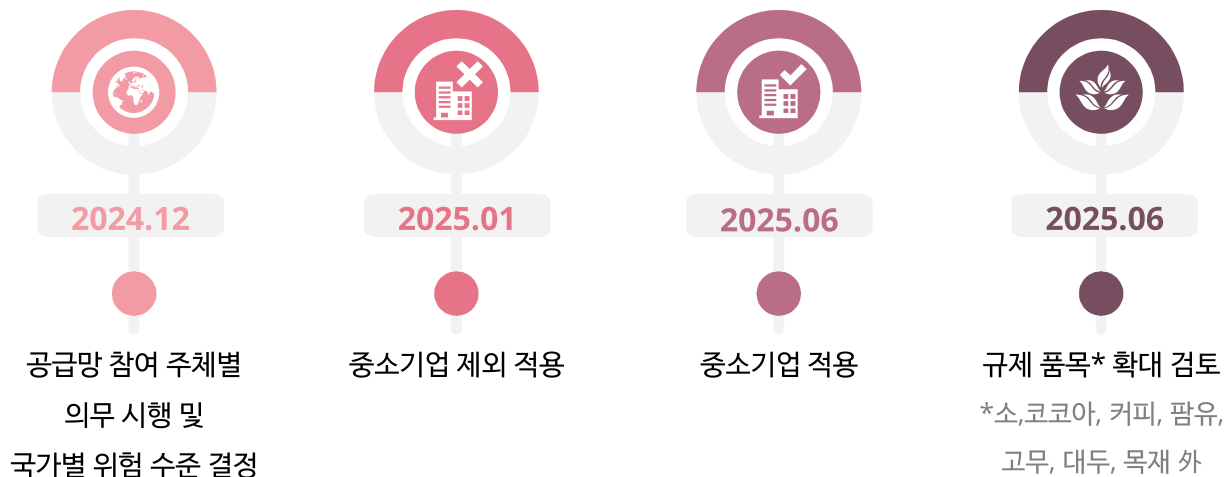 2024.12
공급망 참여 주체별
의무 시행 및
국가별 위험 수준 결정
2025.01
중소기업 제외 적용
2025.06
중소기업 적용
2025.06
규제 품목* 확대 검토
*소,코코아, 커피, 팜유,
고무, 대두, 목재 外